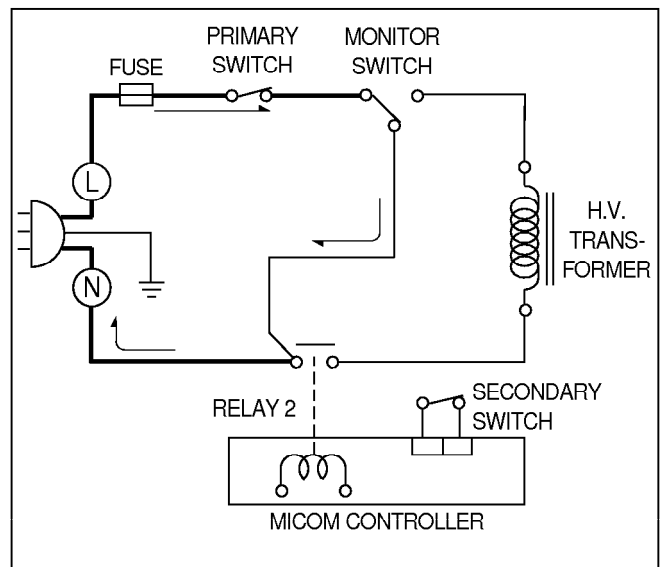 PRIMARY
SWITCH
MONITOR
SWITCH
FUSE
L
H.V.
TRANS-
FORMER
N
RELAY 2
SECONDARY
SWITCH
MICOM CONTROLLER